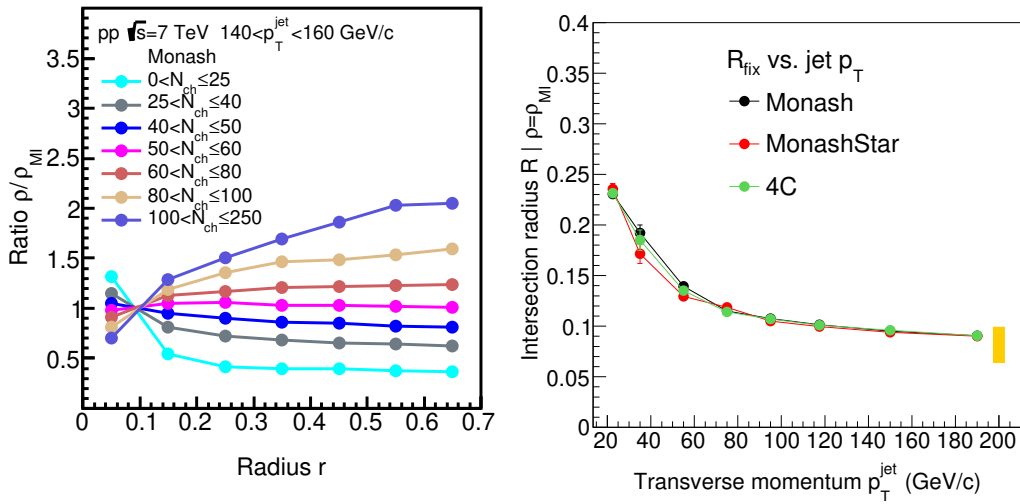 pp √s=7 TeV 140<p_T^jet<160 GeV/c
Monash
0<N_ch≤25
25<N_ch≤40
40<N_ch≤50
50<N_ch≤60
60<N_ch≤80
80<N_ch≤100
100<N_ch≤250
Ratio ρ/ρ_MI
3.5
3
2.5
2
1.5
1
0.5
0 0.1 0.2 0.3 0.4 0.5 0.6 0.7
Radius r
R_fix vs. jet p_T
Monash
MonashStar
4C
Intersection radius R | ρ=ρ_MI
0.4
0.35
0.3
0.25
0.2
0.15
0.1
0.05
0
20 40 60 80 100 120 140 160 180 200
Transverse momentum p_T^jet (GeV/c)